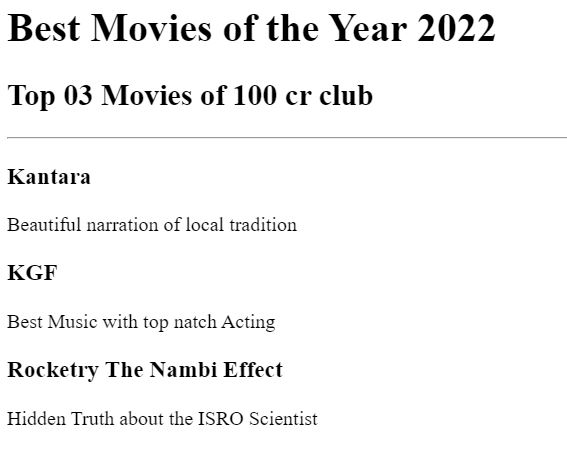 Best Movies of the Year 2022
Top 03 Movies of 100 cr club
Kantara
Beautiful narration of local tradition
KGF
Best Music with top natch Acting
Rocketry The Nambi Effect
Hidden Truth about the ISRO Scientist